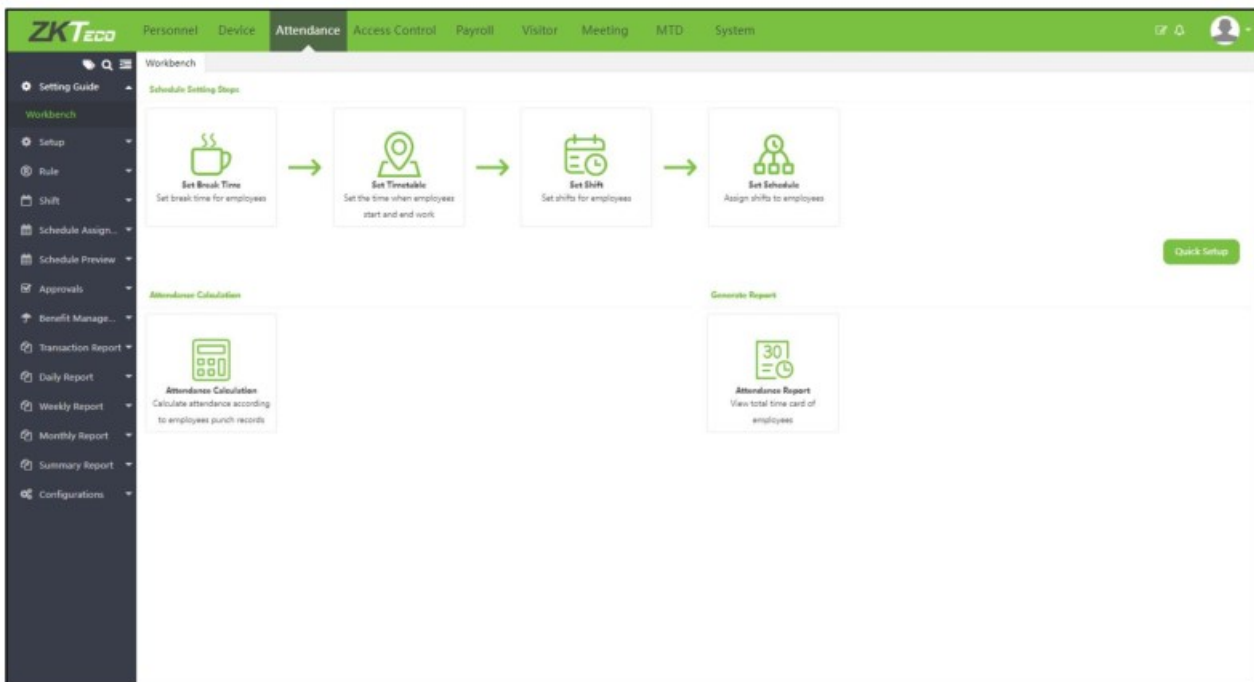 ZKTeco
Personnel Device Attendance Access Control Payroll Visitor Meeting MTD System
Workbench
Setting Guide
Workbench
Setup
Rule
Shift
Schedule Assign...
Schedule Preview
Approvals
Benefit Manage...
Transaction Report
Daily Report
Weekly Report
Monthly Report
Summary Report
Configurations
Schedule Setting Steps
Set Break Time
Set break time for employees
Set Timetable
Set the time when employees
start and end work
Set Shift
Set shifts for employees
Set Schedule
Assign shifts to employees
Quick Setup
Attendance Calculation
Attendance Calculation
Calculate attendance according
to employees punch records
Generate Report
30
Attendance Report
View total time card of
employees